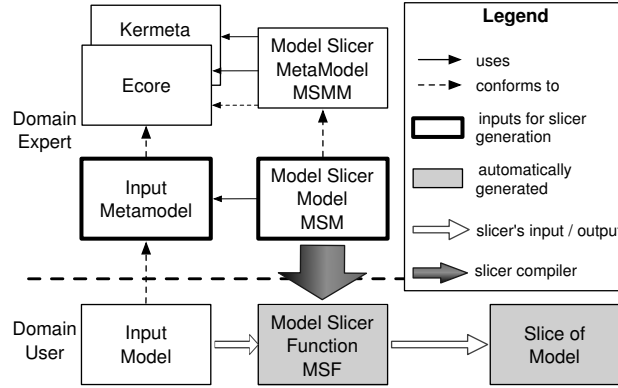 Kermeta
Ecore
Model Slicer
MetaModel
MSMM
Domain
Expert
Input
Metamodel
Model Slicer
Model
MSM
Domain
User
Input
Model
Model Slicer
Function
MSF
Slice of
Model
Legend
uses
conforms to
inputs for slicer
generation
automatically
generated
slicer's input / output
slicer compiler